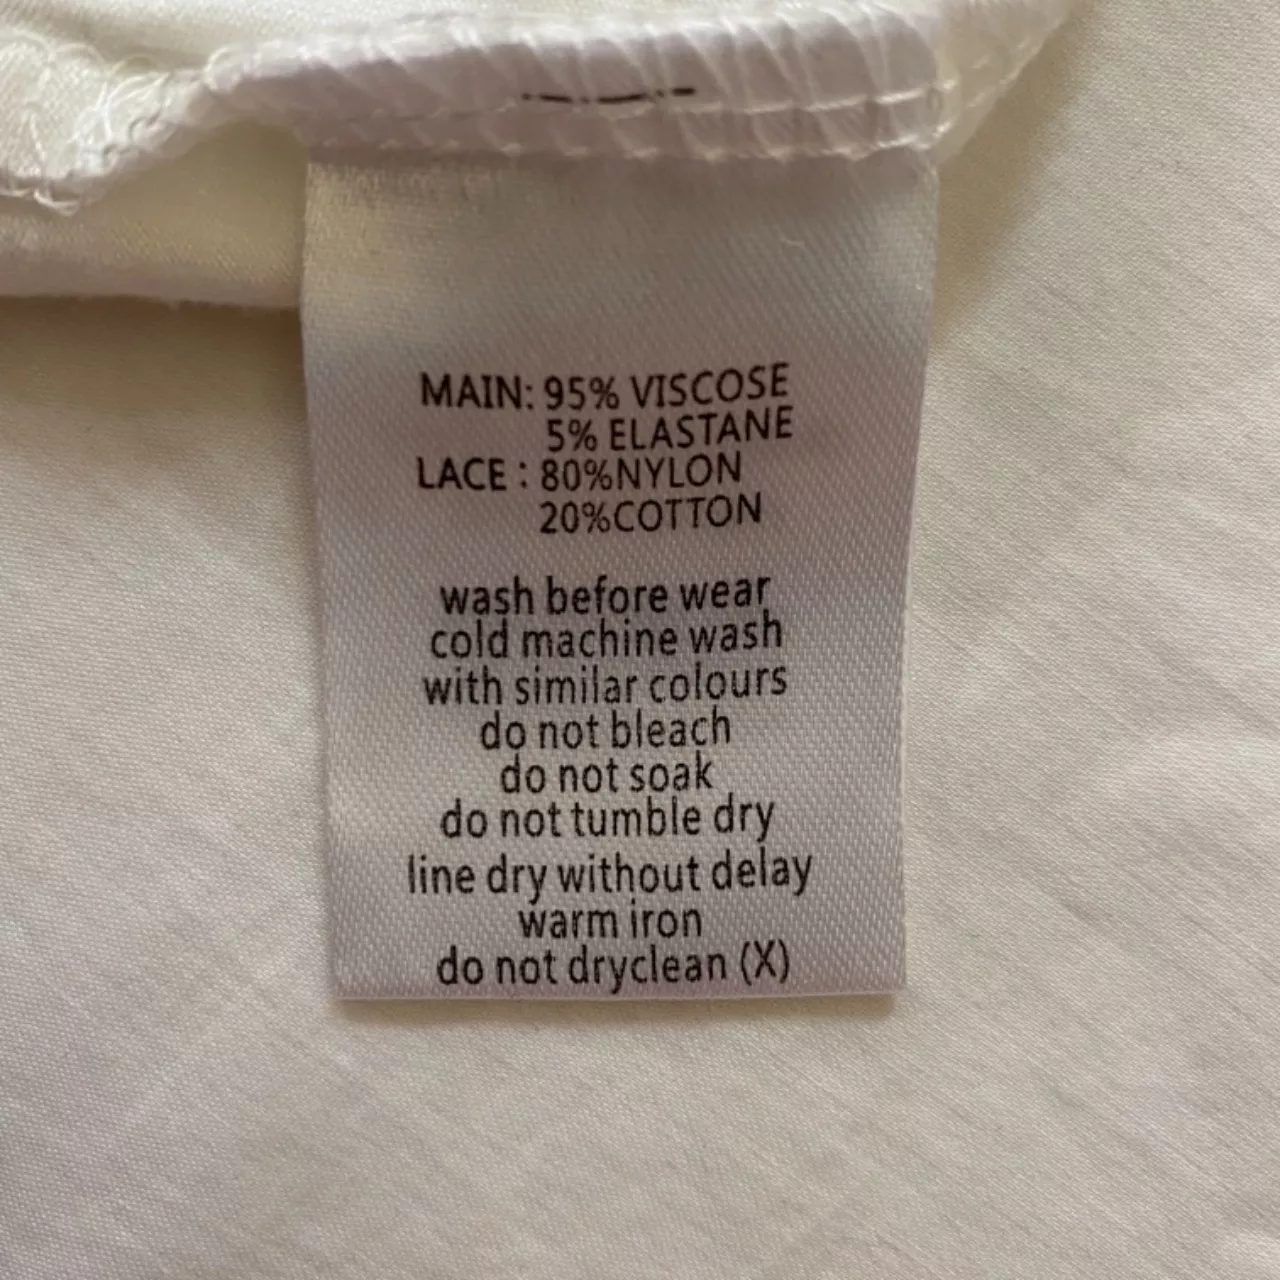 MAIN: 95% VISCOSE
5% ELASTANE
LACE : 80%NYLON
20%COTTON
wash before wear
cold machine wash
with similar colours
do not bleach
do not soak
do not tumble dry
line dry without delay
warm iron
do not dryclean (X)